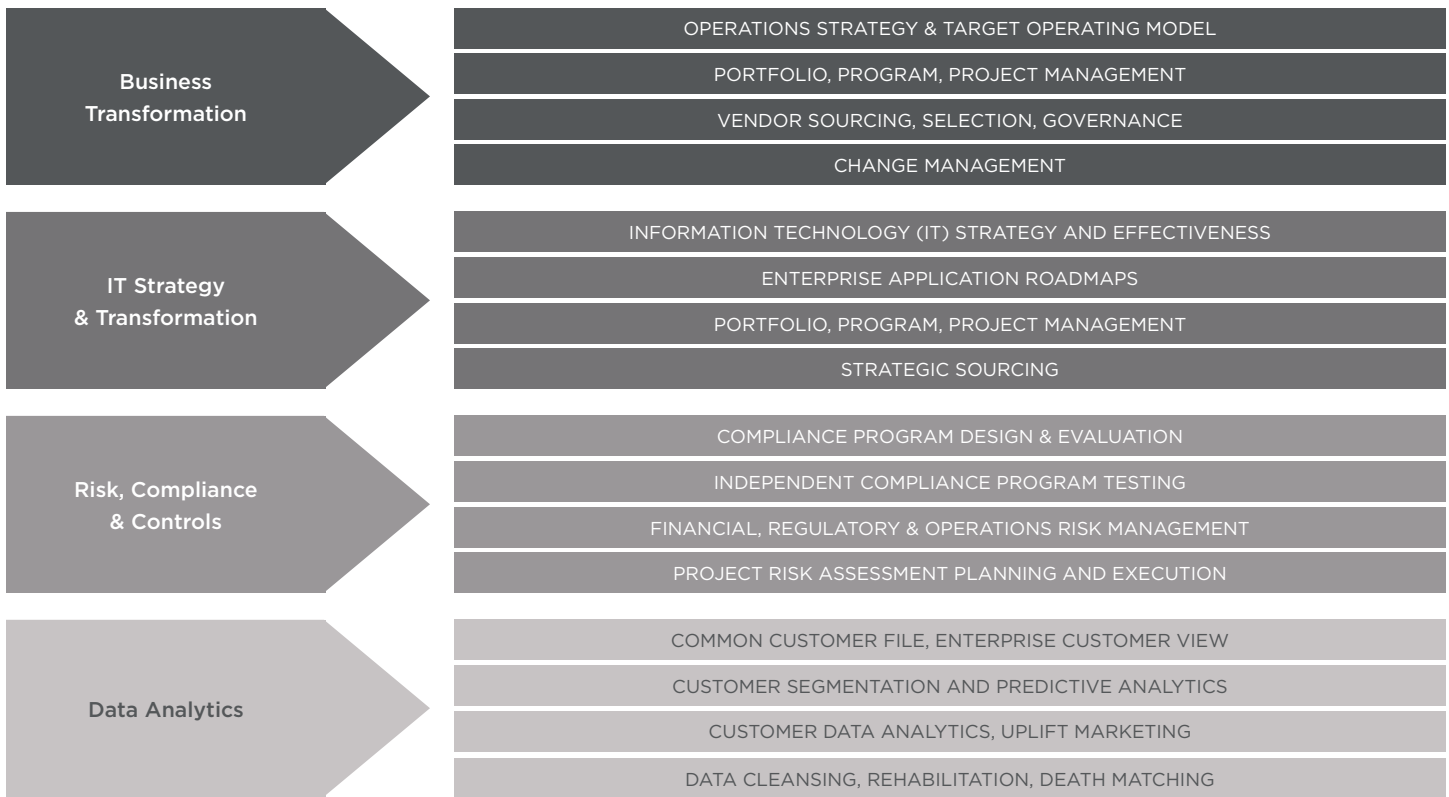 Business
Transformation
OPERATIONS STRATEGY & TARGET OPERATING MODEL
PORTFOLIO, PROGRAM, PROJECT MANAGEMENT
VENDOR SOURCING, SELECTION, GOVERNANCE
CHANGE MANAGEMENT
IT Strategy
& Transformation
INFORMATION TECHNOLOGY (IT) STRATEGY AND EFFECTIVENESS
ENTERPRISE APPLICATION ROADMAPS
PORTFOLIO, PROGRAM, PROJECT MANAGEMENT
STRATEGIC SOURCING
Risk, Compliance
& Controls
COMPLIANCE PROGRAM DESIGN & EVALUATION
INDEPENDENT COMPLIANCE PROGRAM TESTING
FINANCIAL, REGULATORY & OPERATIONS RISK MANAGEMENT
PROJECT RISK ASSESSMENT PLANNING AND EXECUTION
Data Analytics
COMMON CUSTOMER FILE, ENTERPRISE CUSTOMER VIEW
CUSTOMER SEGMENTATION AND PREDICTIVE ANALYTICS
CUSTOMER DATA ANALYTICS, UPLIFT MARKETING
DATA CLEANSING, REHABILITATION, DEATH MATCHING